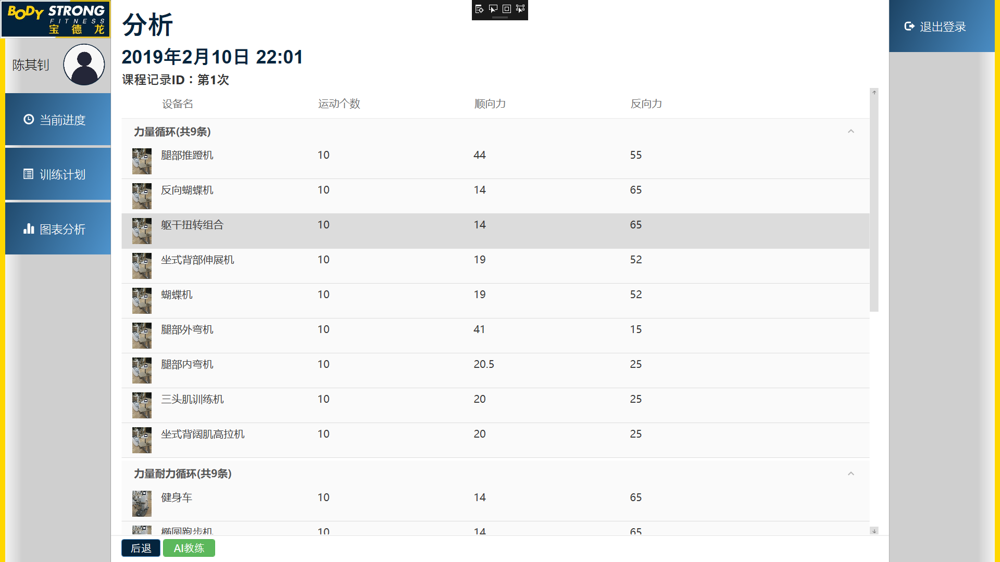 BODY STRONG
FITNESS
宝德龙
陈其钊
当前进度
训练计划
图表分析
分析
2019年2月10日 22:01
课程记录ID：第1次
设备名 运动个数 顺向力 反向力
力量循环(共9条)
腿部推蹬机 10 44 55
反向蝴蝶机 10 14 65
躯干扭转组合 10 14 65
坐式背部伸展机 10 19 52
蝴蝶机 10 19 52
腿部外弯机 10 41 15
腿部内弯机 10 20.5 25
三头肌训练机 10 20 25
坐式背阔肌高拉机 10 20 25
力量耐力循环(共9条)
健身车 10 14 65
椭圆跑步机 10 14 65
后退 AI教练
退出登录